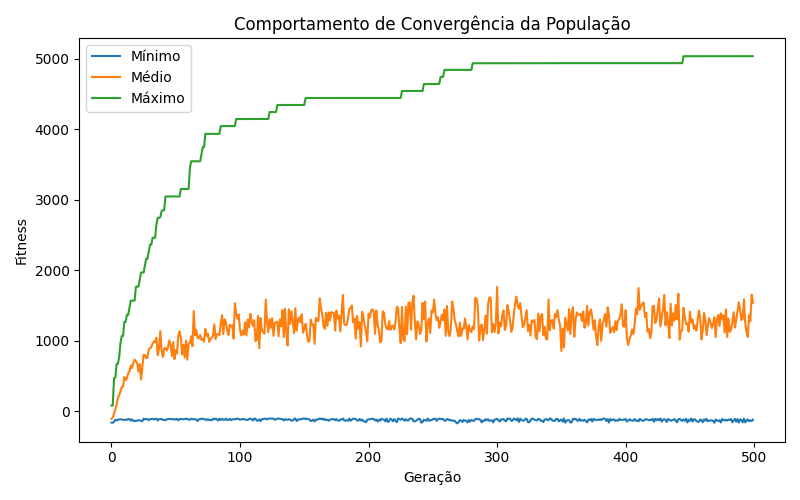 Comportamento de Convergência da População
Mínimo
Médio
Máximo
5000
4000
3000
2000
1000
0
Fitness
0 100 200 300 400 500
Geração